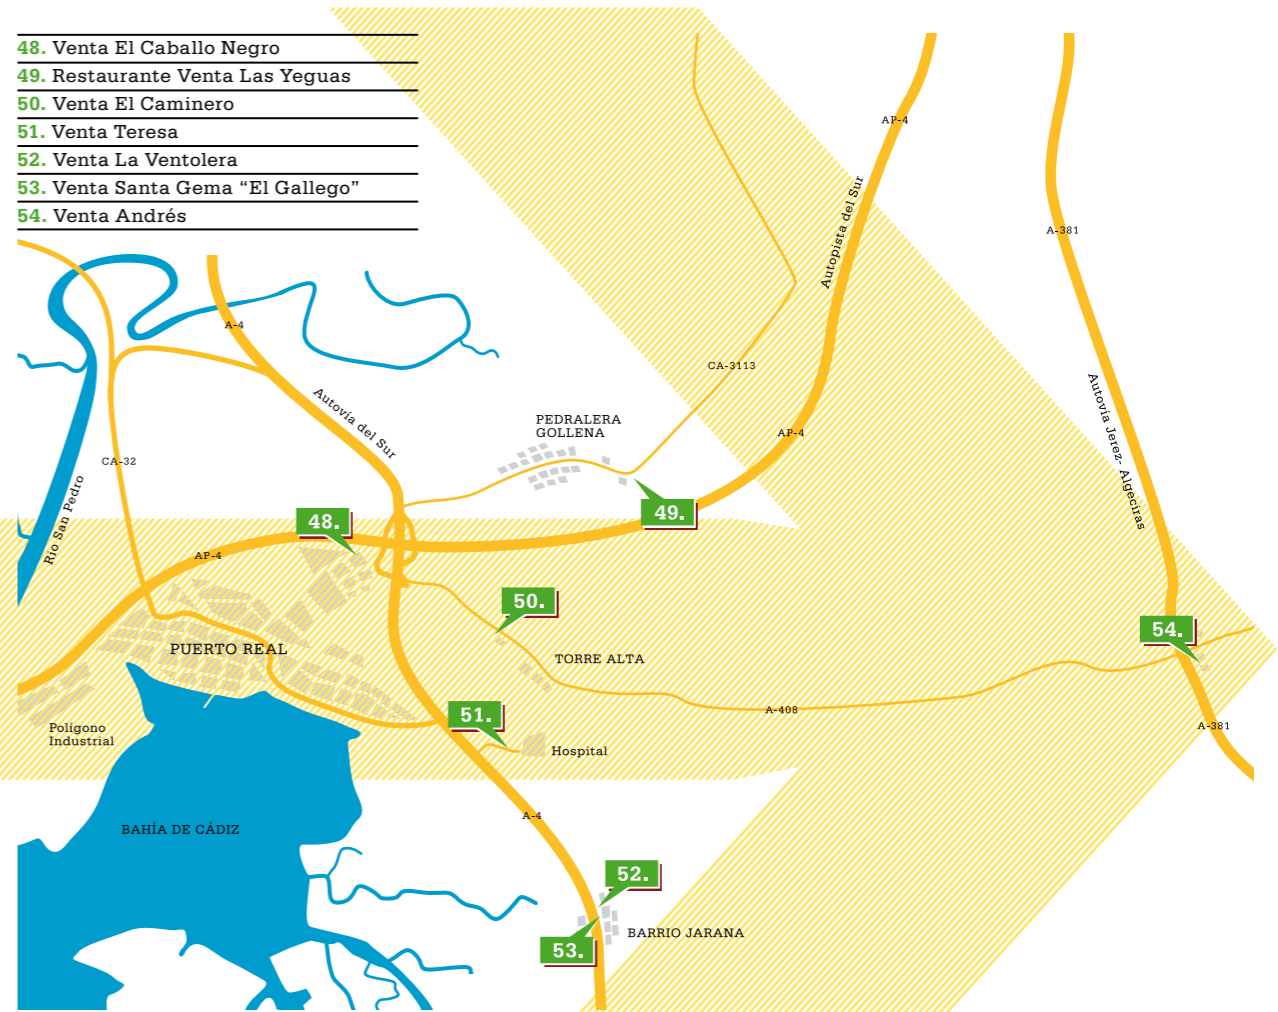 48. Venta El Caballo Negro
49. Restaurante Venta Las Yeguas
50. Venta El Caminero
51. Venta Teresa
52. Venta La Ventolera
53. Venta Santa Gema “El Gallego”
54. Venta Andrés
AP-4
Autopista del Sur
A-381
A-4
CA-3113
Autovía del Sur
Autovía Jerez- Algeciras
PEDRALERA
GOLLENA
AP-4
CA-32
Rio San Pedro
49.
48.
AP-4
50.
54.
PUERTO REAL
TORRE ALTA
A-408
51.
A-381
Polígono
Industrial
Hospital
A-4
BAHÍA DE CÁDIZ
52.
BARRIO JARANA
53.